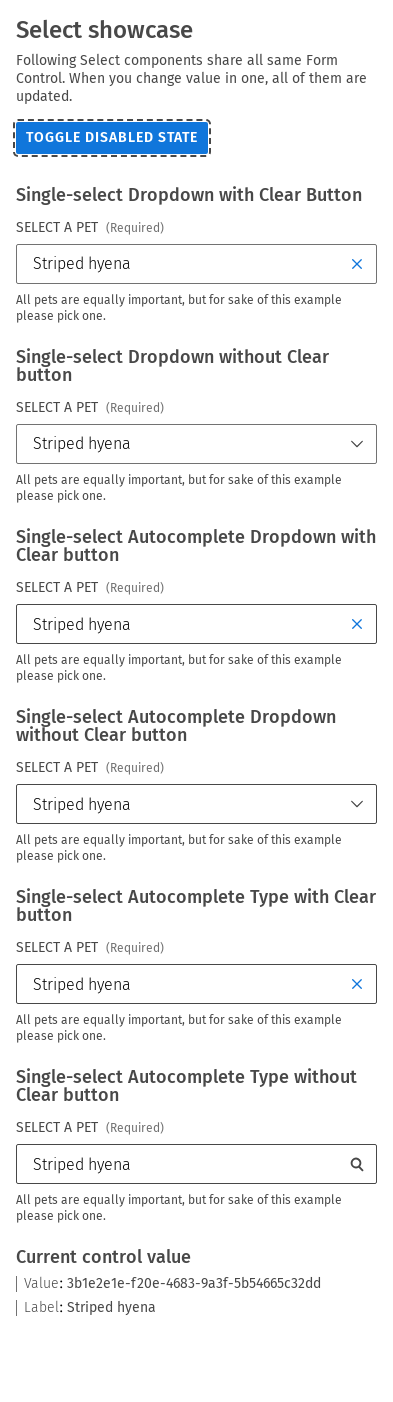 Select showcase
Following Select components share all same Form
Control. When you change value in one, all of them are
updated.
TOGGLE DISABLED STATE
Single-select Dropdown with Clear Button
SELECT A PET (Required)
Striped hyena
All pets are equally important, but for sake of this example
please pick one.
Single-select Dropdown without Clear
button
SELECT A PET (Required)
Striped hyena
All pets are equally important, but for sake of this example
please pick one.
Single-select Autocomplete Dropdown with
Clear button
SELECT A PET (Required)
Striped hyena
All pets are equally important, but for sake of this example
please pick one.
Single-select Autocomplete Dropdown
without Clear button
SELECT A PET (Required)
Striped hyena
All pets are equally important, but for sake of this example
please pick one.
Single-select Autocomplete Type with Clear
button
SELECT A PET (Required)
Striped hyena
All pets are equally important, but for sake of this example
please pick one.
Single-select Autocomplete Type without
Clear button
SELECT A PET (Required)
Striped hyena
All pets are equally important, but for sake of this example
please pick one.
Current control value
Value: 3b1e2e1e-f20e-4683-9a3f-5b54665c32dd
Label: Striped hyena